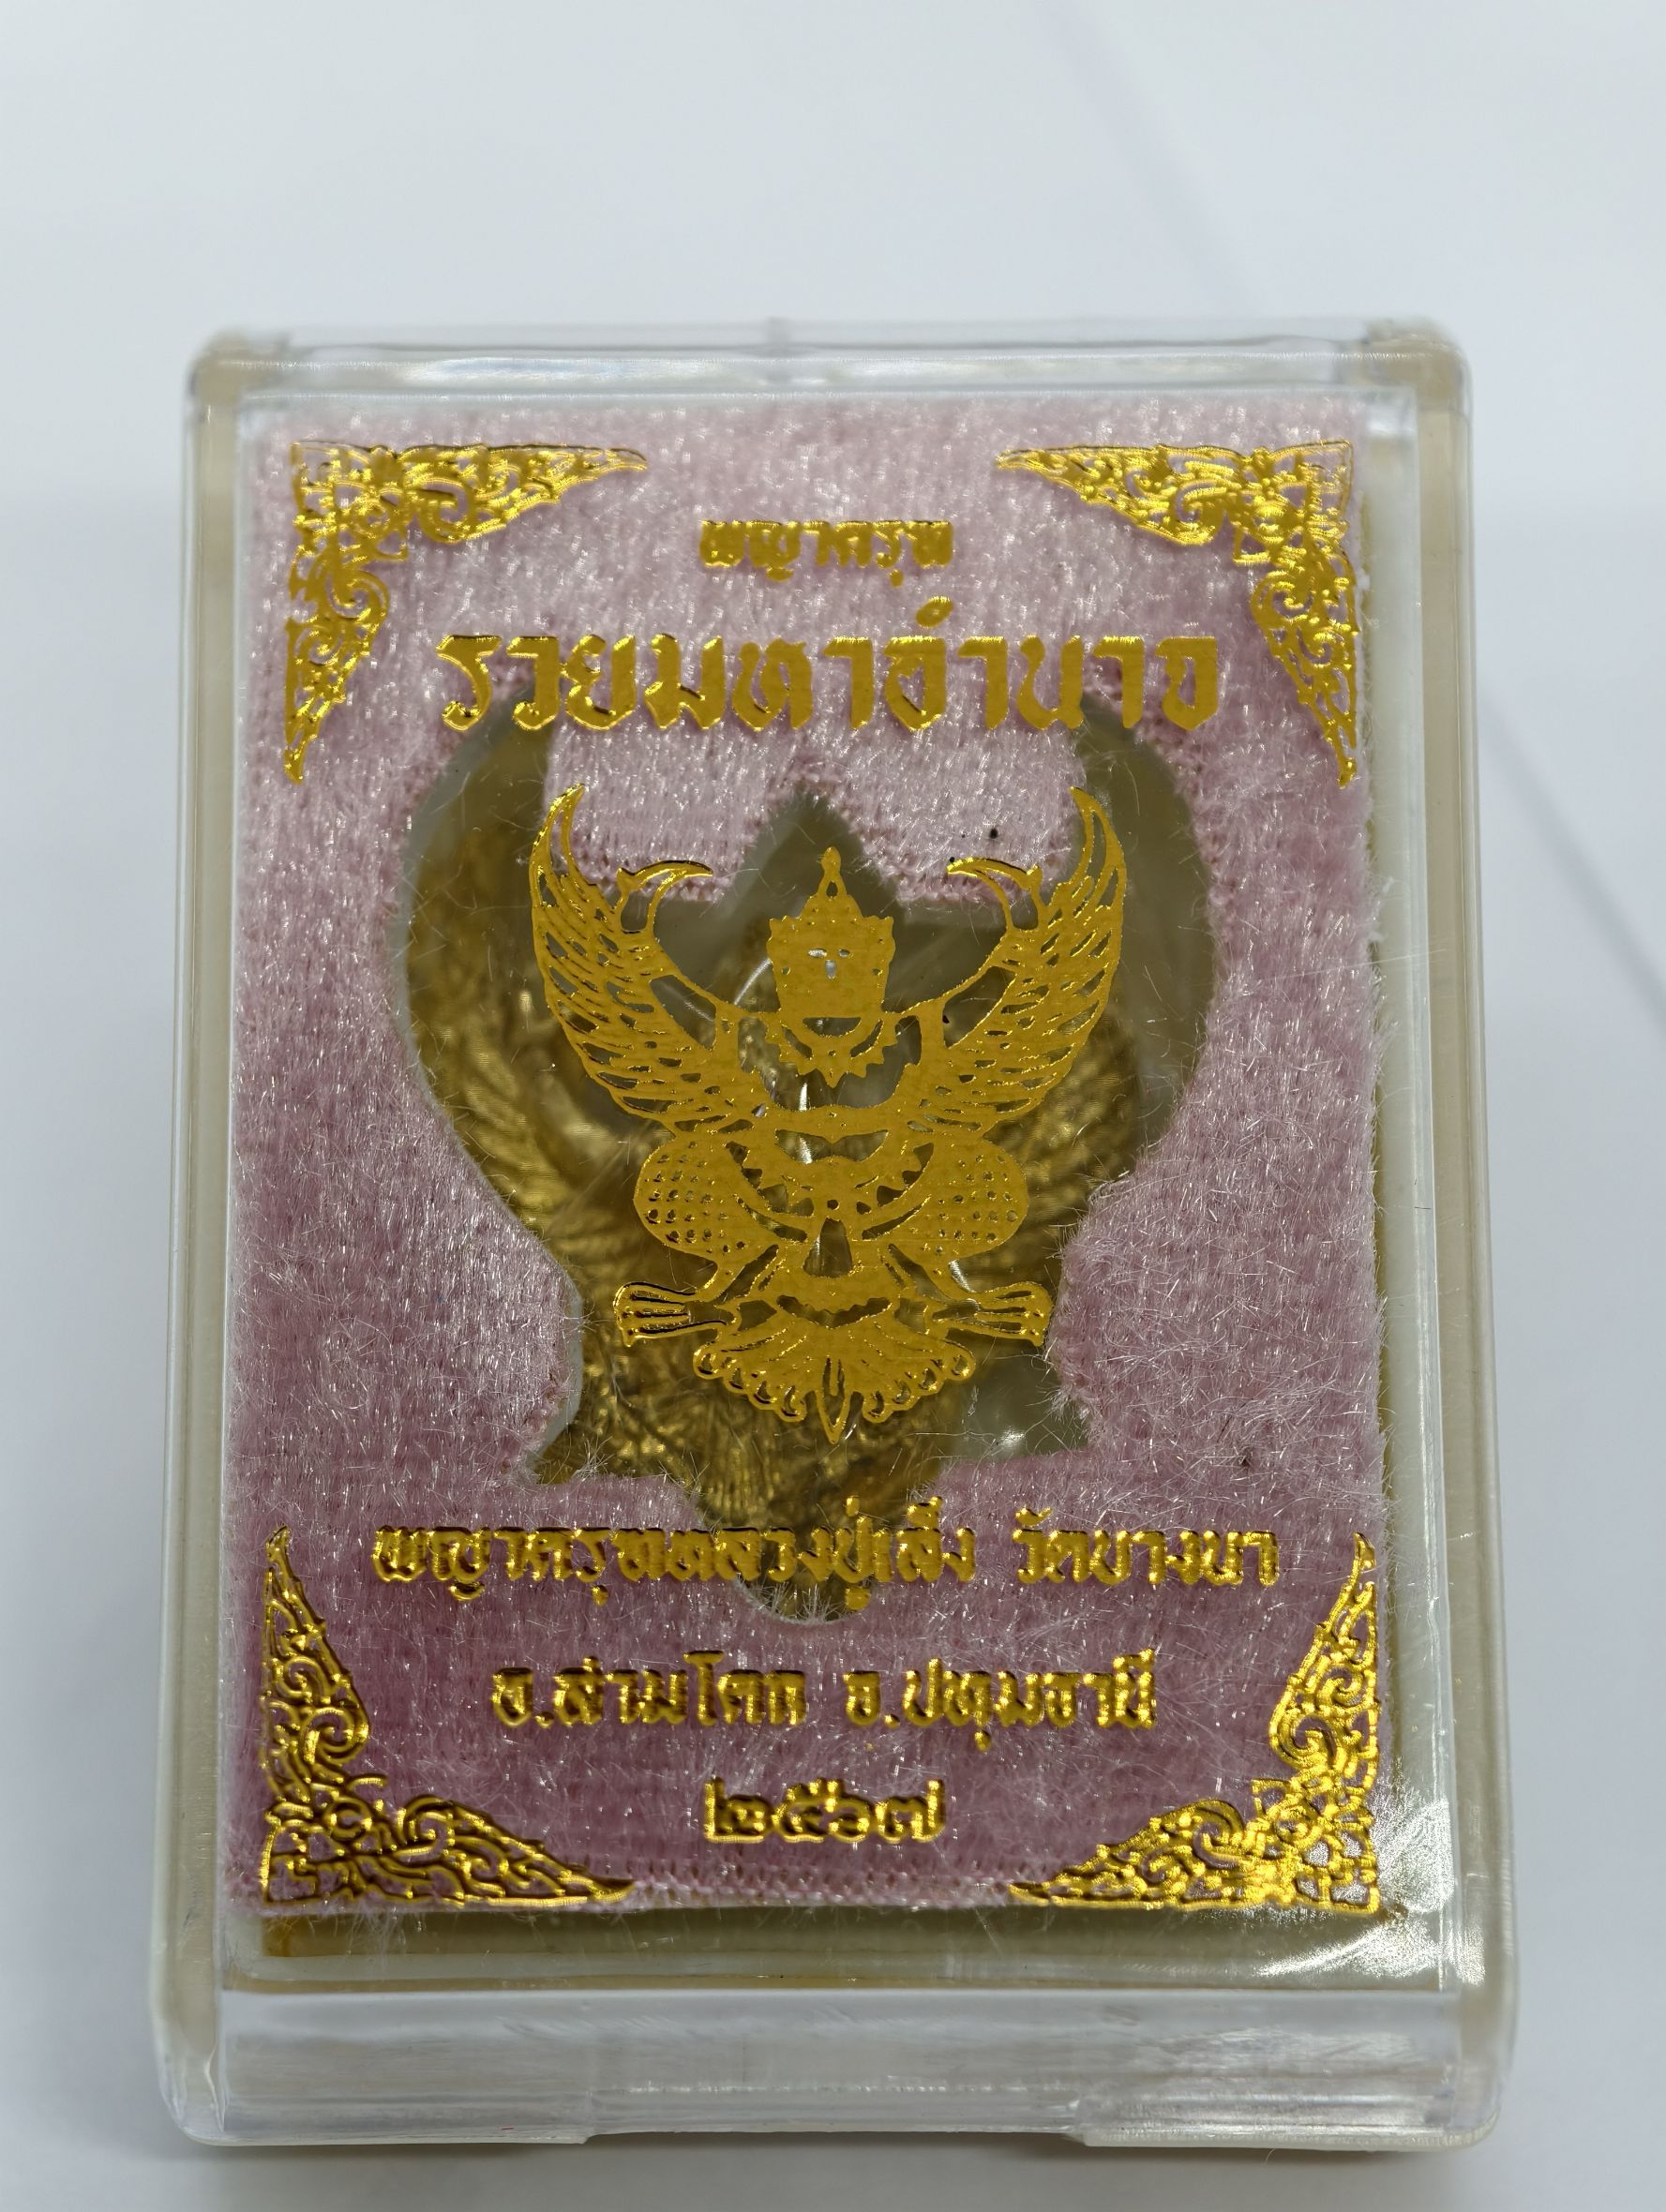 พญาครุฑ
รวยมหาอำนาจ
พญาครุฑหลวงปู่เส็ง วัดบางนา
อ.สามโคก จ.ปทุมธานี
๒๕๖๗